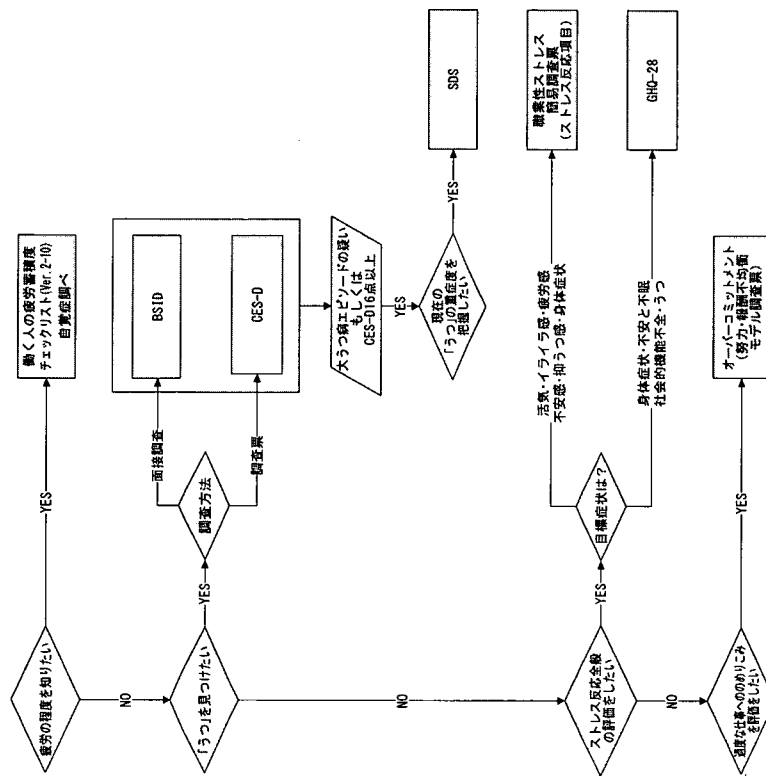 疲労の程度を知りたい
YES
働く人の疲労蓄積度
チェックリスト(Ver. 2-10)
自覚症調べ
NO
「うつ」を見つけたい
YES
調査方法
面接調査
BSID
調査票
CES-D
大うつ病エピソードの疑い
もしくは
CES-D16点以上
YES
現在の
「うつ」の重症度を
把握したい
YES
SDS
NO
ストレス反応全般
の評価をしたい
YES
目標症状は?
活気・イライラ感・疲労感
不安感・抑うつ感・身体症状
職業性ストレス
簡易調査票
(ストレス反応項目)
身体症状・不安と不眠
社会的機能不全・うつ
GHQ-28
NO
過度な仕事へののめりこみ
を評価をしたい
YES
オーバーコミットメント
(努力・報酬不均衡
モデル調査票)